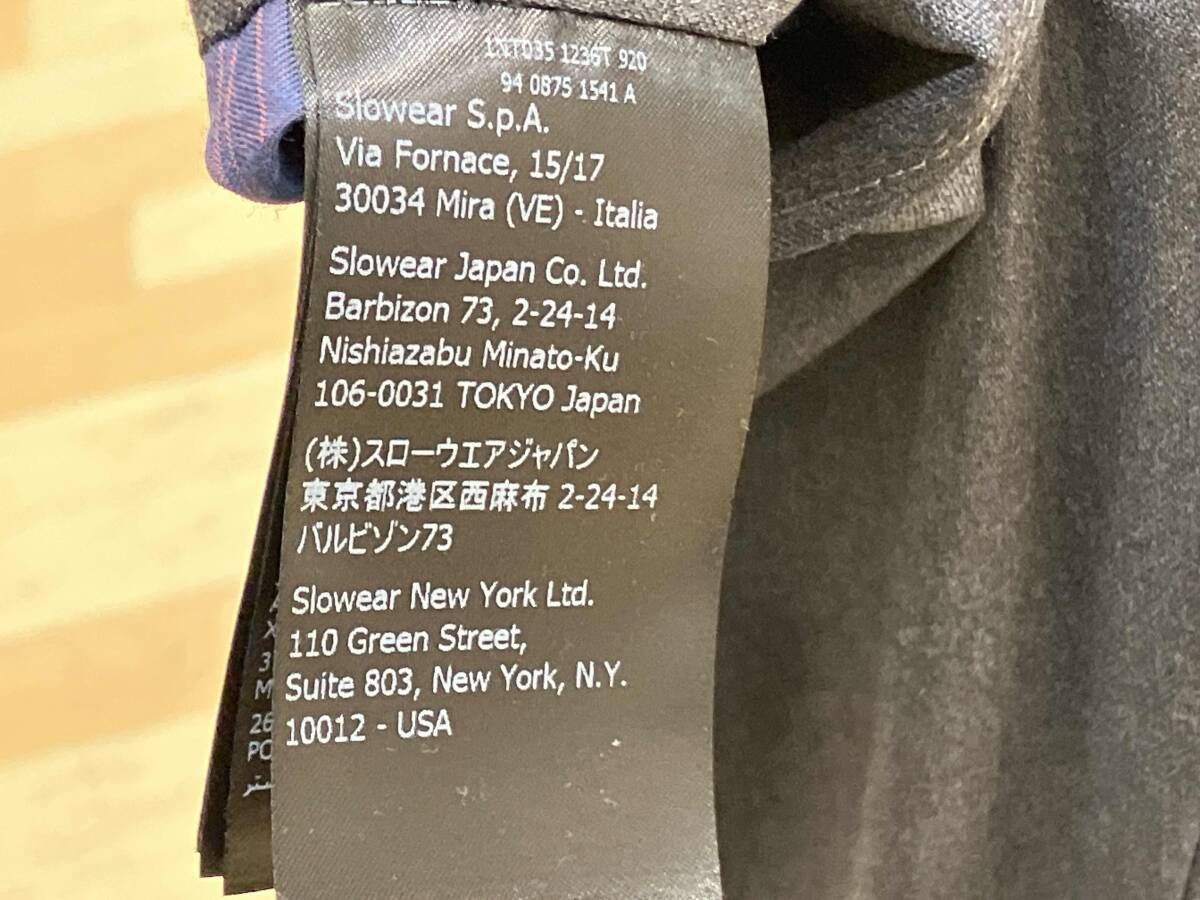 1NT035 1236T 920
94 0875 1541 A
Slowear S.p.A.
Via Fornace, 15/17
30034 Mira (VE) - Italia
Slowear Japan Co. Ltd.
Barbizon 73, 2-24-14
Nishiazabu Minato-Ku
106-0031 TOKYO Japan
(株)スローウエアジャパン
東京都港区西麻布 2-24-14
バルビゾン73
Slowear New York Ltd.
110 Green Street,
Suite 803, New York, N.Y.
10012 - USA